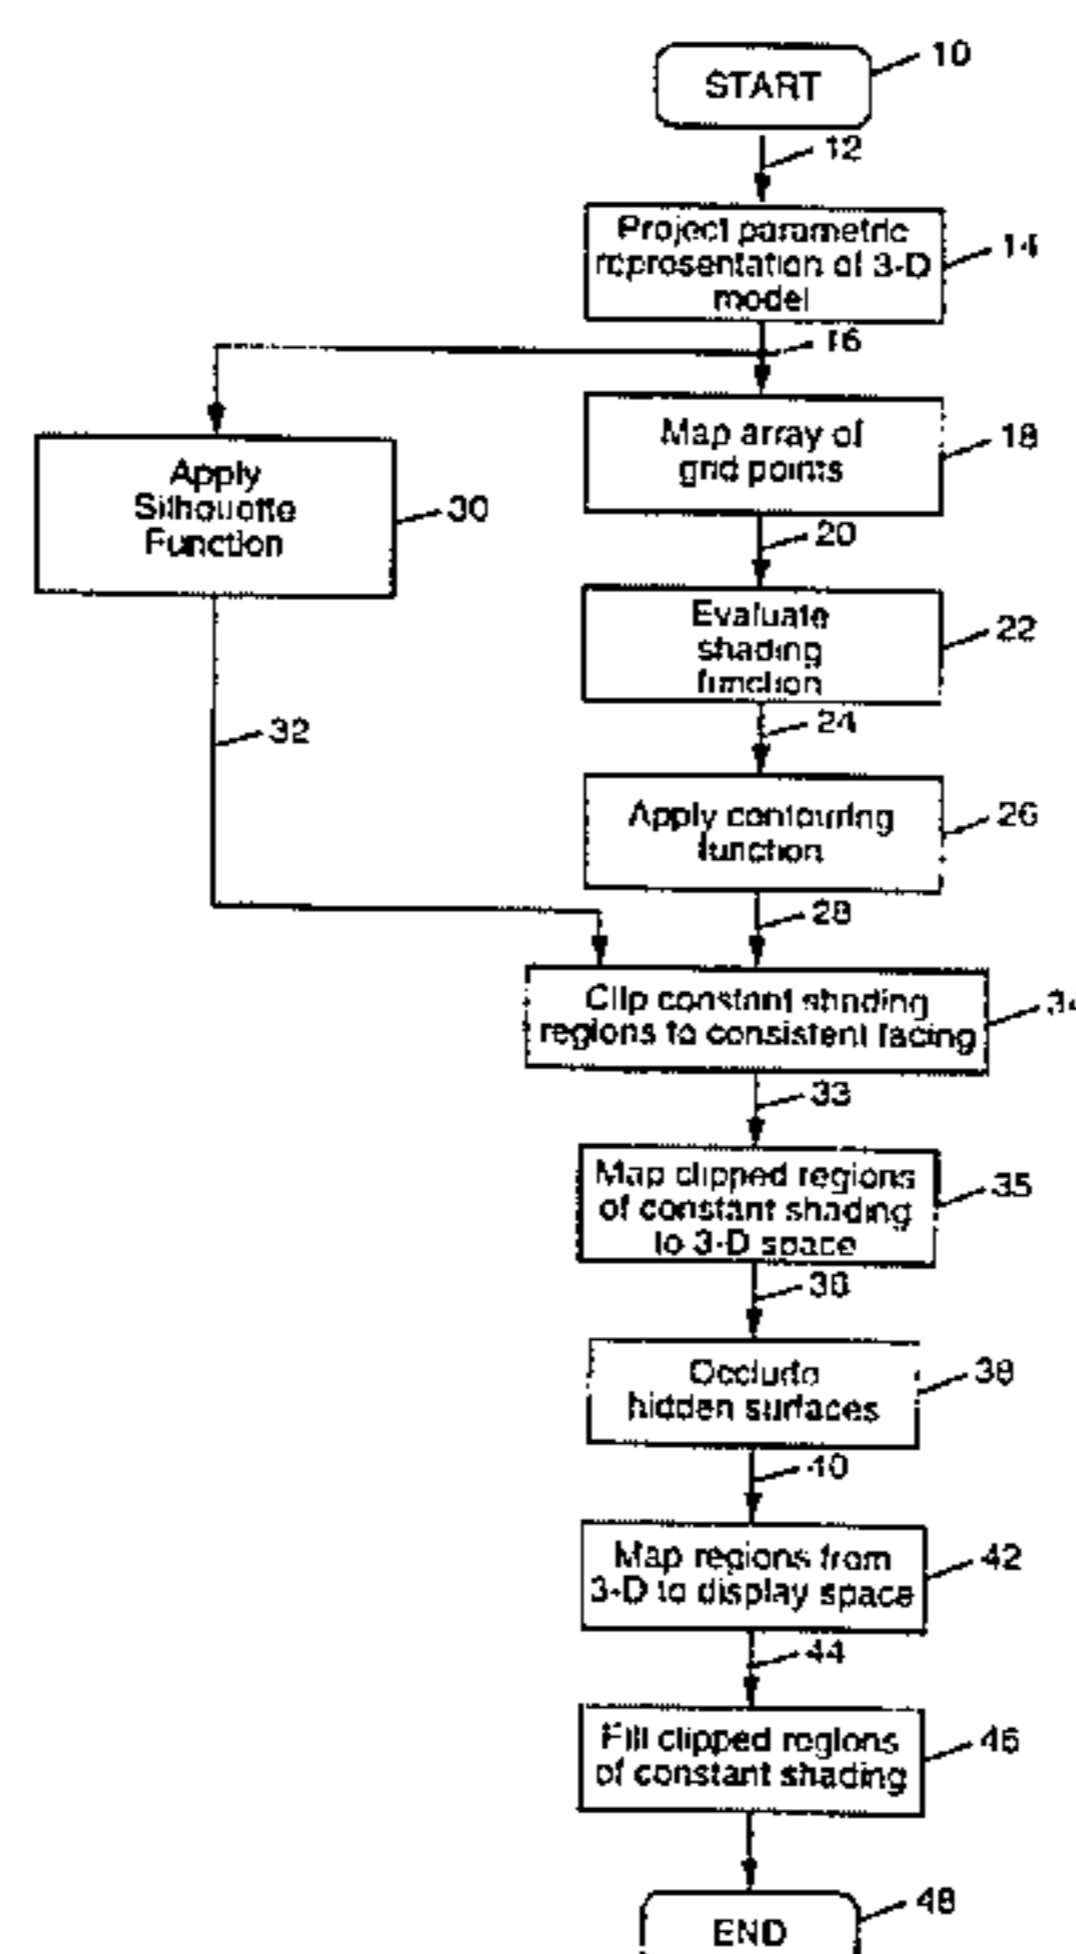 START
10
12
Project parametric
representation of 3-D
model
14
16
Map array of
grid points
18
Apply
Silhouette
Function
30
20
Evaluate
shading
function
22
32
24
Apply contouring
function
26
28
Clip constant shading
regions to consistent facing
34
33
Map clipped regions
of constant shading
to 3-D space
35
Occlude
hidden surfaces
38
40
Map regions from
3-D to display space
42
44
Fill clipped regions
of constant shading
46
END
48